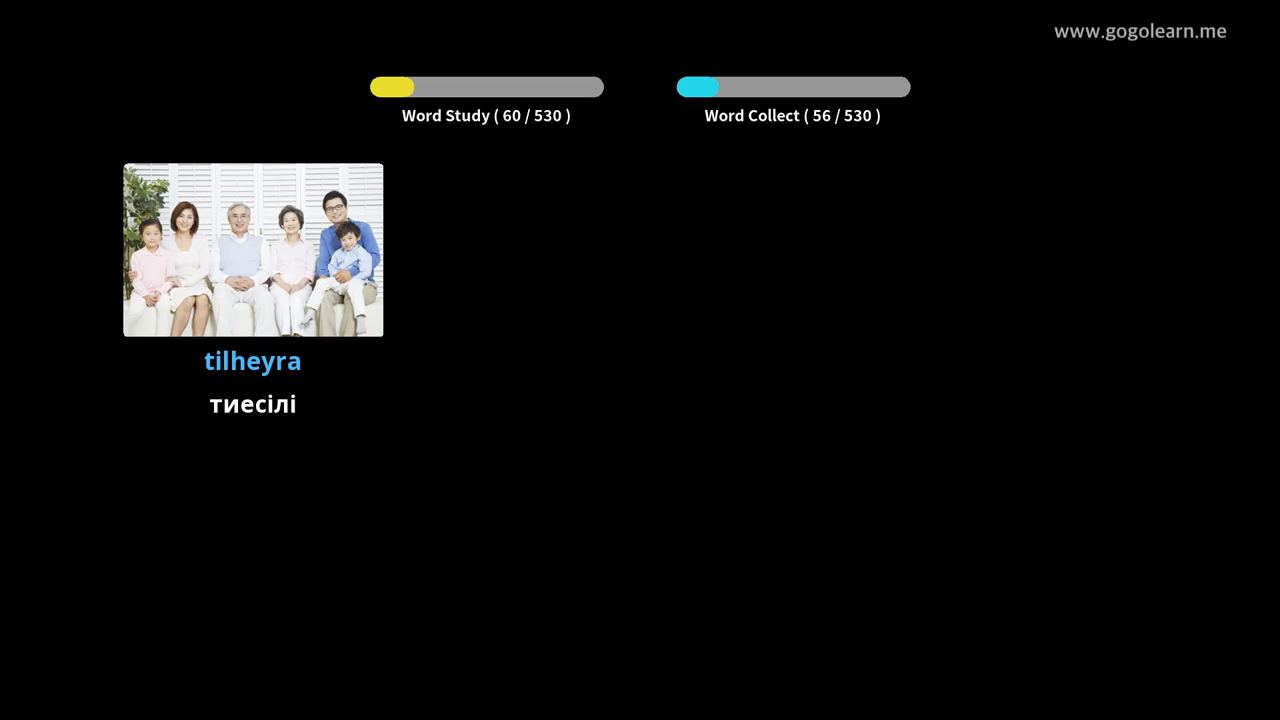 www.gogolearn.me
Word Study ( 60 / 530 )
Word Collect ( 56 / 530 )
tilheyra
тиесілі